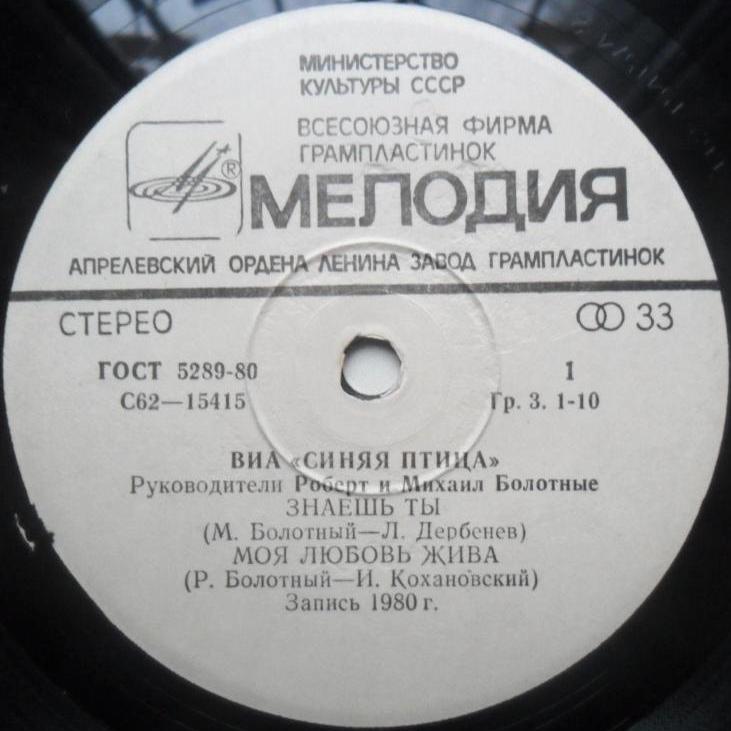 МИНИСТЕРСТВО
КУЛЬТУРЫ СССР
ВСЕСОЮЗНАЯ ФИРМА
ГРАМПЛАСТИНОК
®
МЕЛОДИЯ
АПРЕЛЕВСКИЙ ОРДЕНА ЛЕНИНА ЗАВОД ГРАМПЛАСТИНОК
СТЕРЕО 33
ГОСТ 5289-80 1
С62—15415 Гр. 3. 1-10
ВИА «СИНЯЯ ПТИЦА»
Руководители Роберт и Михаил Болотные
ЗНАЕШЬ ТЫ
(М. Болотный—Л. Дербенев)
МОЯ ЛЮБОВЬ ЖИВА
(Р. Болотный—И. Кохановский)
Запись 1980 г.